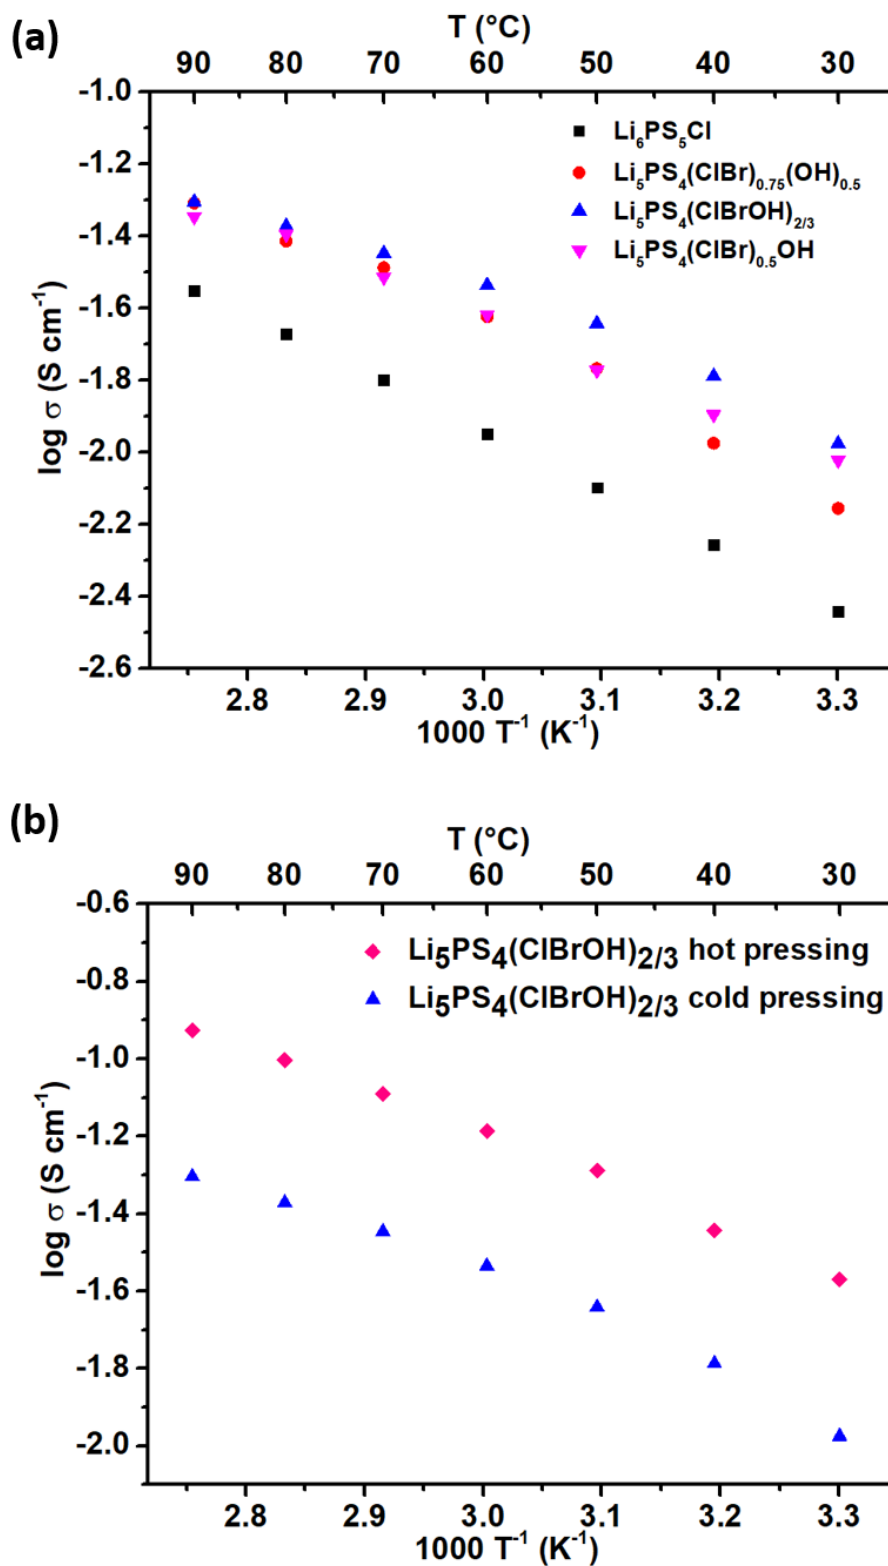 (a)
T (°C)
90 80 70 60 50 40 30
-1.0
-1.2
-1.4
-1.6
-1.8
-2.0
-2.2
-2.4
-2.6
log σ (S cm⁻¹)
Li₆PS₅Cl
Li₅PS₄(ClBr)₀.₇₅(OH)₀.₅
Li₅PS₄(ClBrOH)₂/₃
Li₅PS₄(ClBr)₀.₅OH
2.8 2.9 3.0 3.1 3.2 3.3
1000 T⁻¹ (K⁻¹)
(b)
T (°C)
90 80 70 60 50 40 30
-0.6
-0.8
-1.0
-1.2
-1.4
-1.6
-1.8
-2.0
log σ (S cm⁻¹)
Li₅PS₄(ClBrOH)₂/₃ hot pressing
Li₅PS₄(ClBrOH)₂/₃ cold pressing
2.8 2.9 3.0 3.1 3.2 3.3
1000 T⁻¹ (K⁻¹)